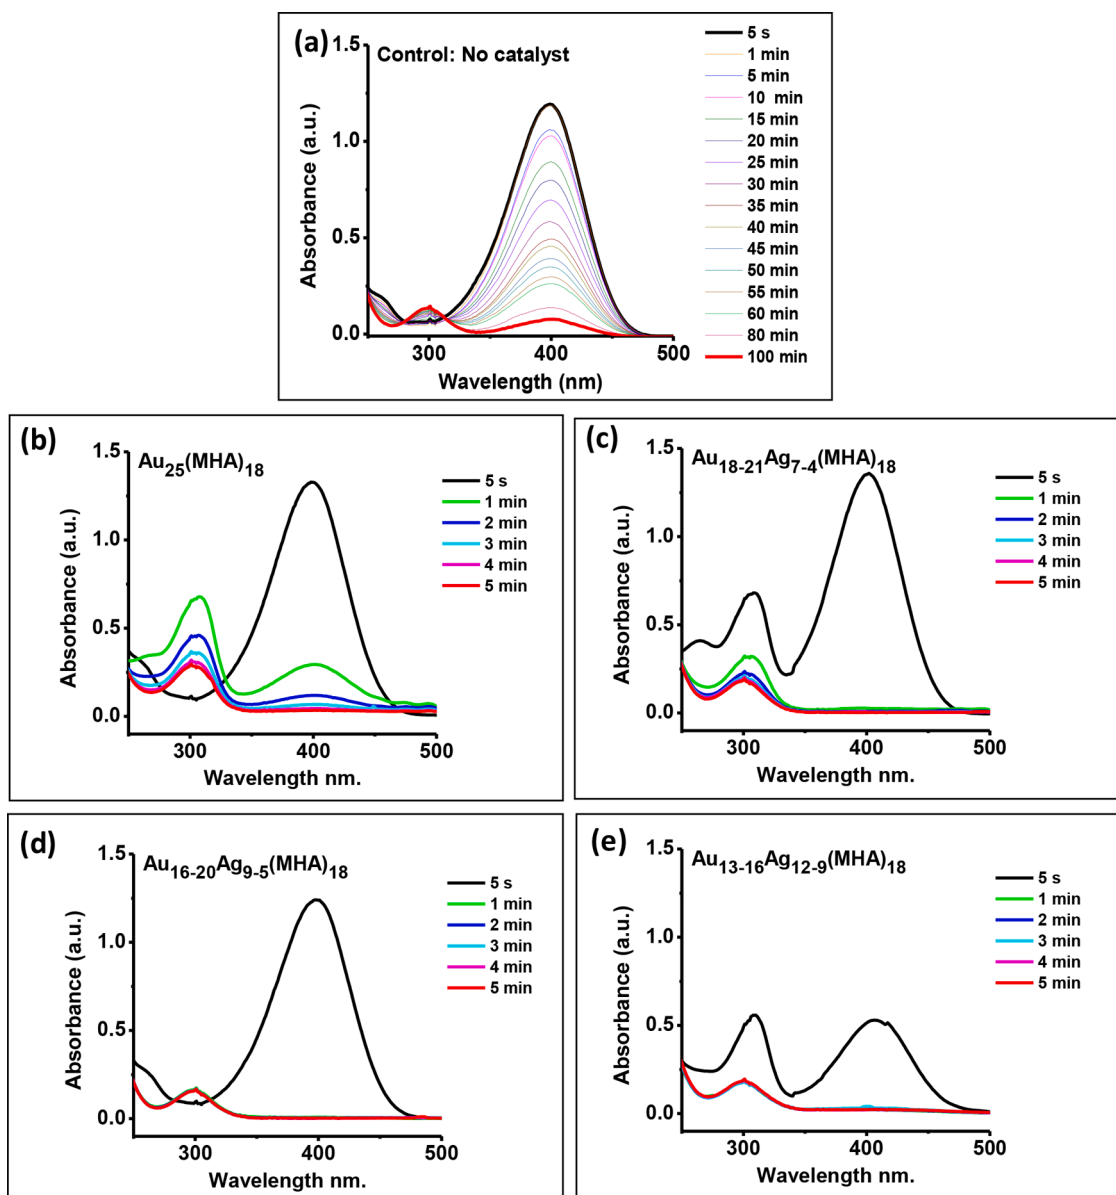 (a)
Control: No catalyst
1.5
1.0
0.5
0.0
300
400
500
Absorbance (a.u.)
Wavelength (nm)
5 s
1 min
5 min
10 min
15 min
20 min
25 min
30 min
35 min
40 min
45 min
50 min
55 min
60 min
80 min
100 min
(b)
Au25(MHA)18
1.5
1.0
0.5
0.0
300
400
500
Absorbance (a.u.)
Wavelength nm.
5 s
1 min
2 min
3 min
4 min
5 min
(c)
Au18-21Ag7-4(MHA)18
1.5
1.0
0.5
0.0
300
400
500
Absorbance (a.u.)
Wavelength nm.
5 s
1 min
2 min
3 min
4 min
5 min
(d)
Au16-20Ag9-5(MHA)18
1.5
1.0
0.5
0.0
300
400
500
Absorbance (a.u.)
Wavelength nm.
5 s
1 min
2 min
3 min
4 min
5 min
(e)
Au13-16Ag12-9(MHA)18
1.5
1.0
0.5
0.0
300
400
500
Absorbance (a.u.)
Wavelength nm.
5 s
1 min
2 min
3 min
4 min
5 min